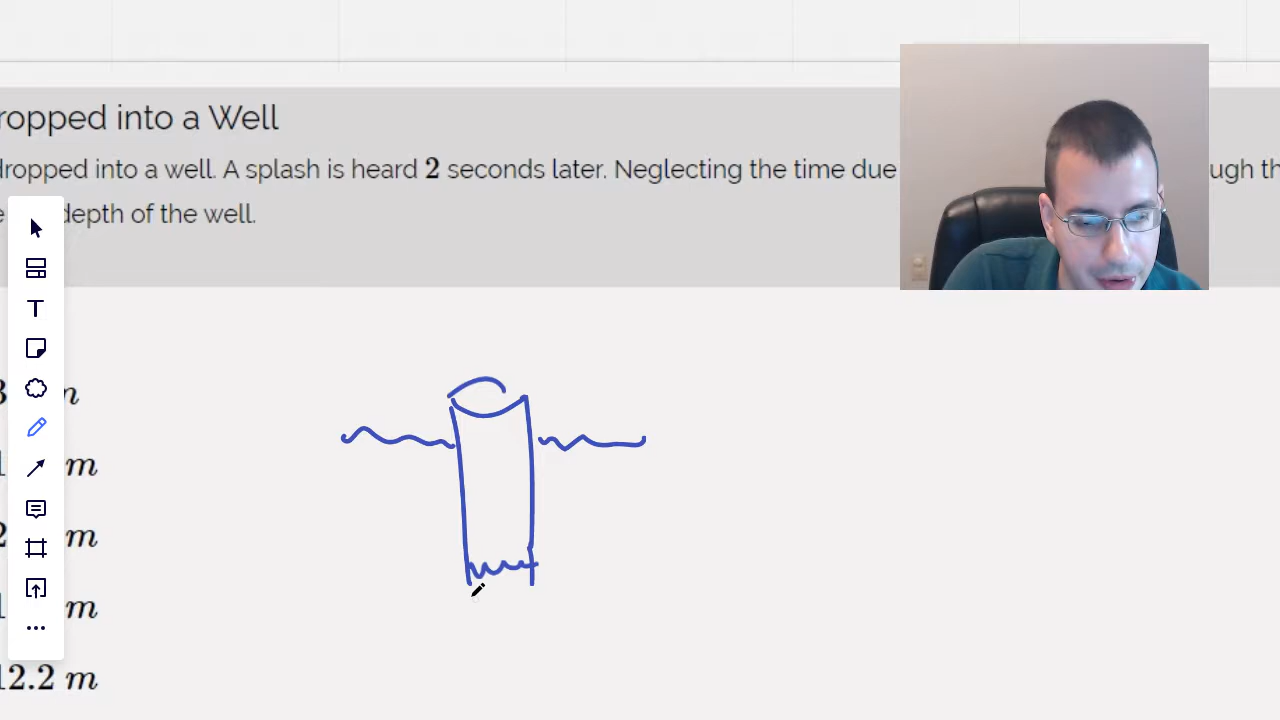 ropped into a Well
dropped into a well. A splash is heard 2 seconds later. Neglecting the time due ugh th
depth of the well.
T
m
m
m
m
12.2 m